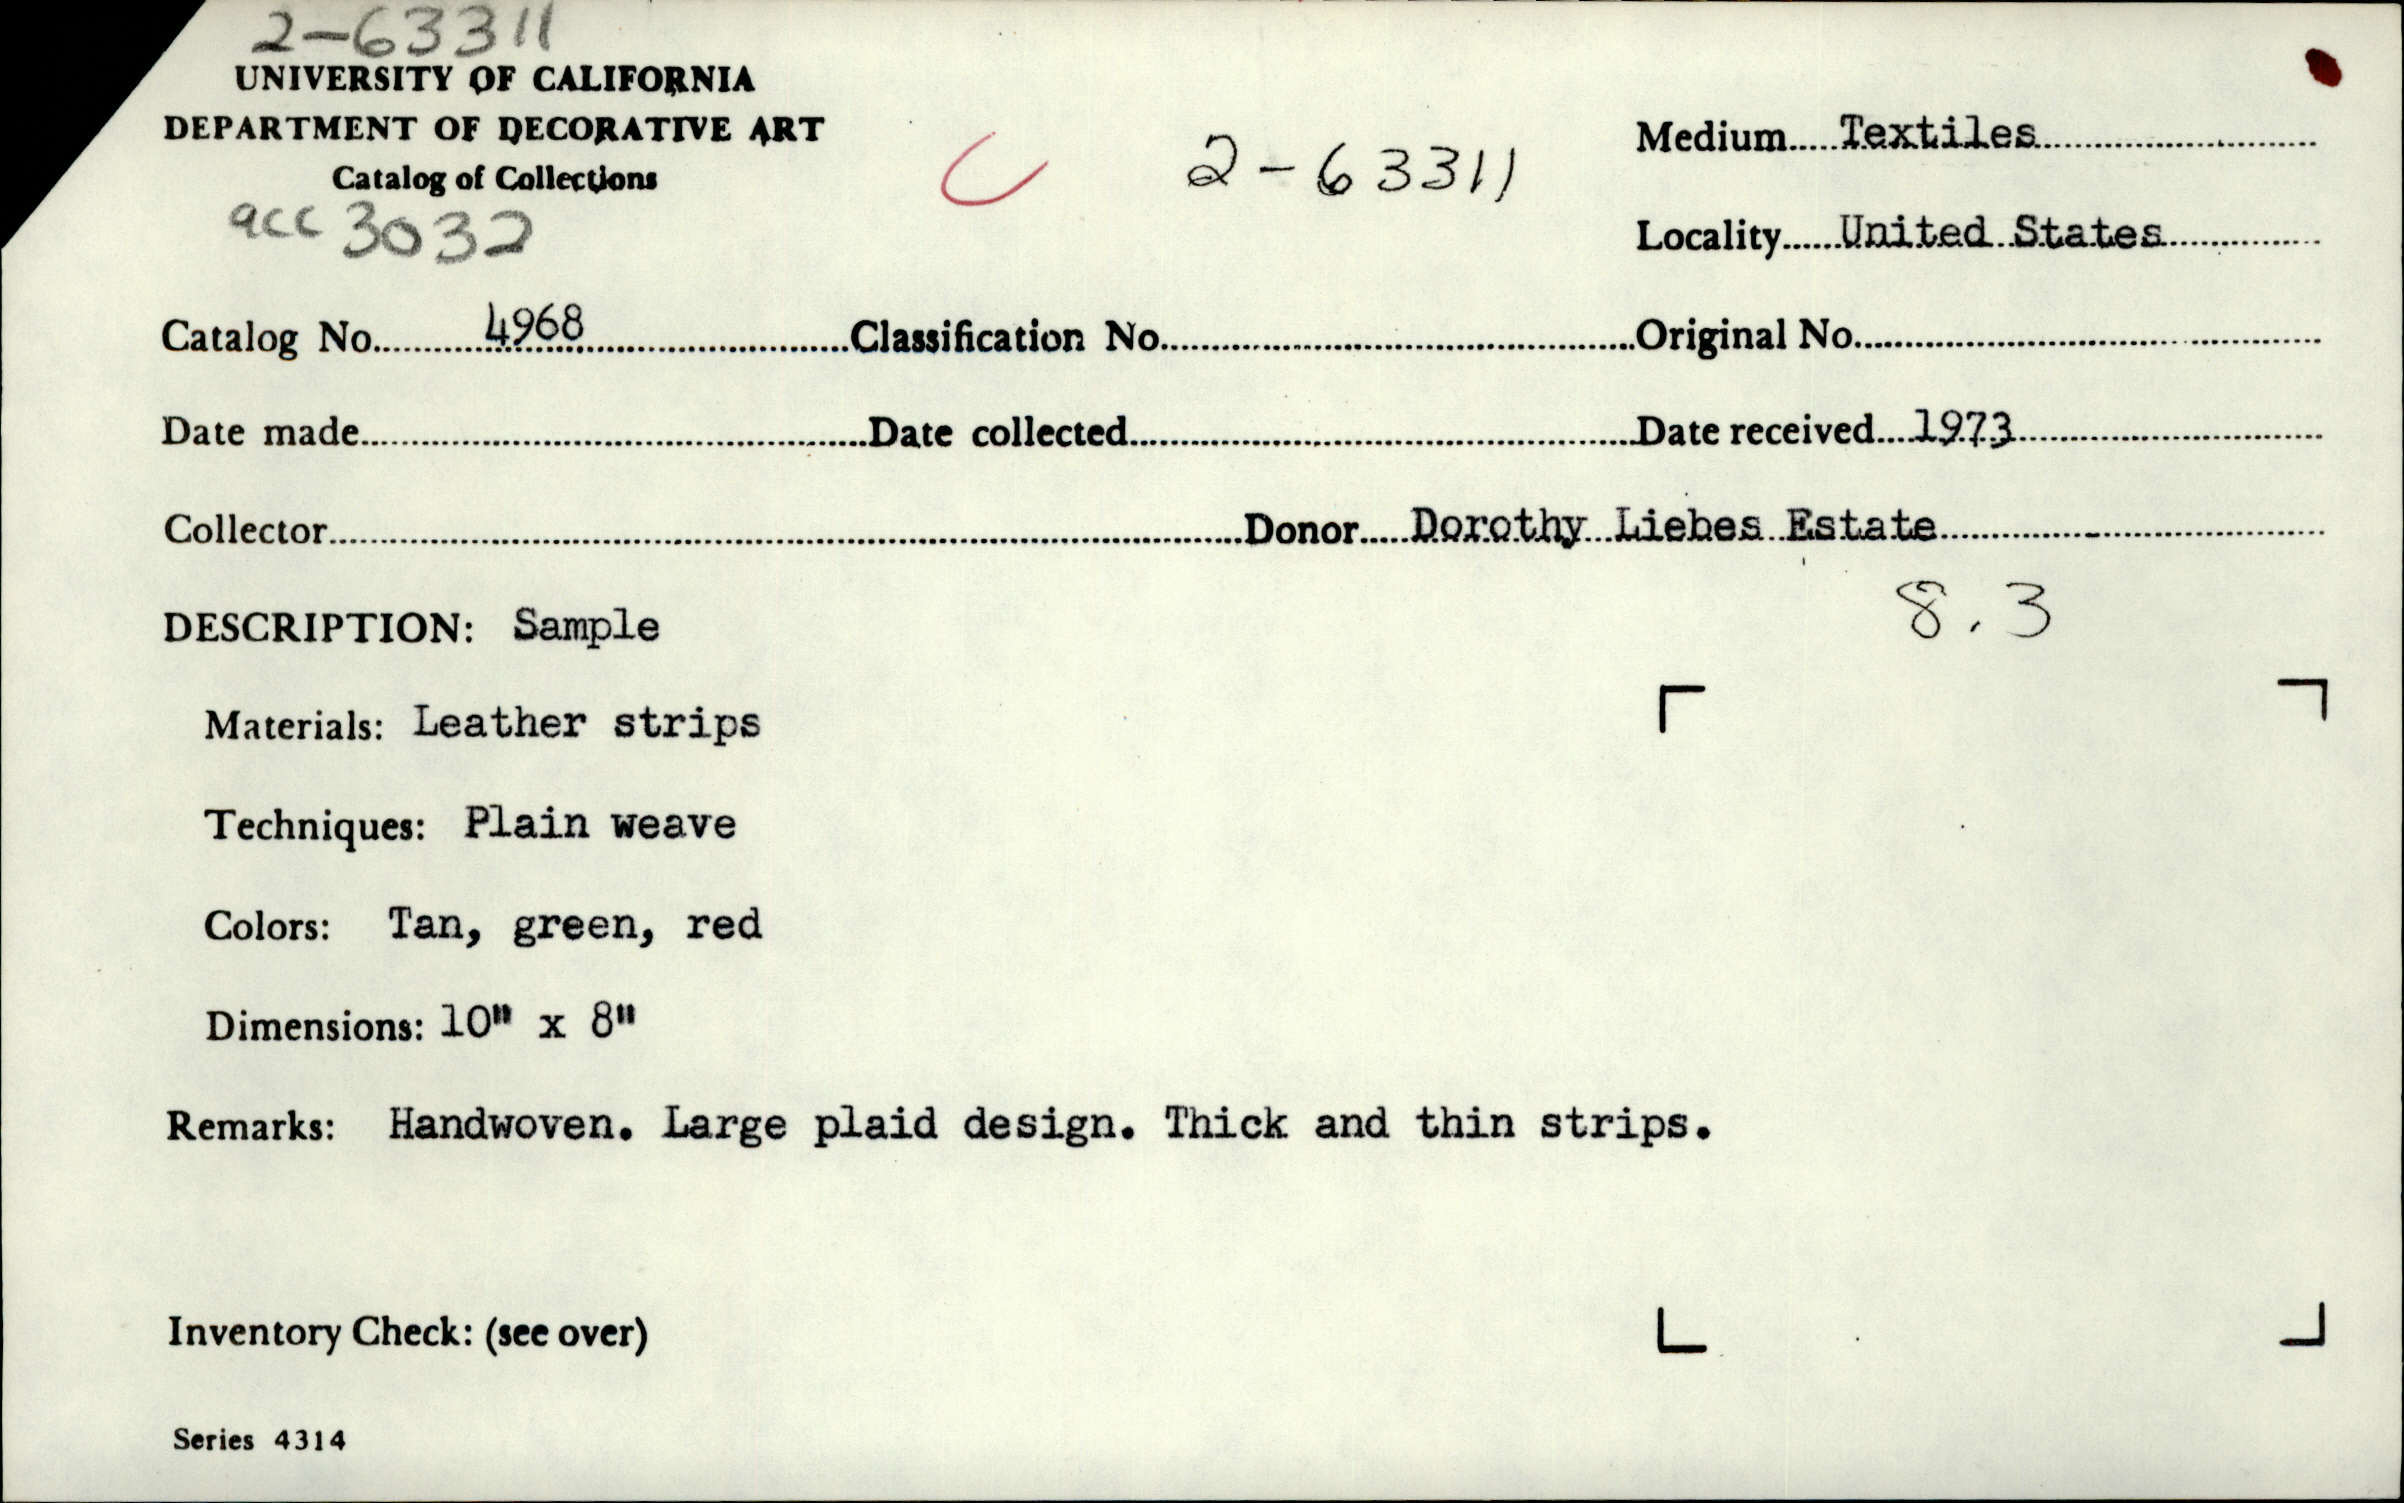 2-63311
UNIVERSITY OF CALIFORNIA
DEPARTMENT OF DECORATIVE ART
Catalog of Collections
acc 3032
C 2-63311
Medium.....Textiles
Locality.....United States
Catalog No.....4968.....Classification No.....Original No.....
Date made.....Date collected.....Date received....1973
Collector.....Donor.....Dorothy Liebes Estate
8.3
DESCRIPTION: Sample
Materials: Leather strips
Techniques: Plain weave
Colors: Tan, green, red
Dimensions: 10" x 8"
Remarks: Handwoven. Large plaid design. Thick and thin strips.
Inventory Check: (see over)
Series 4314